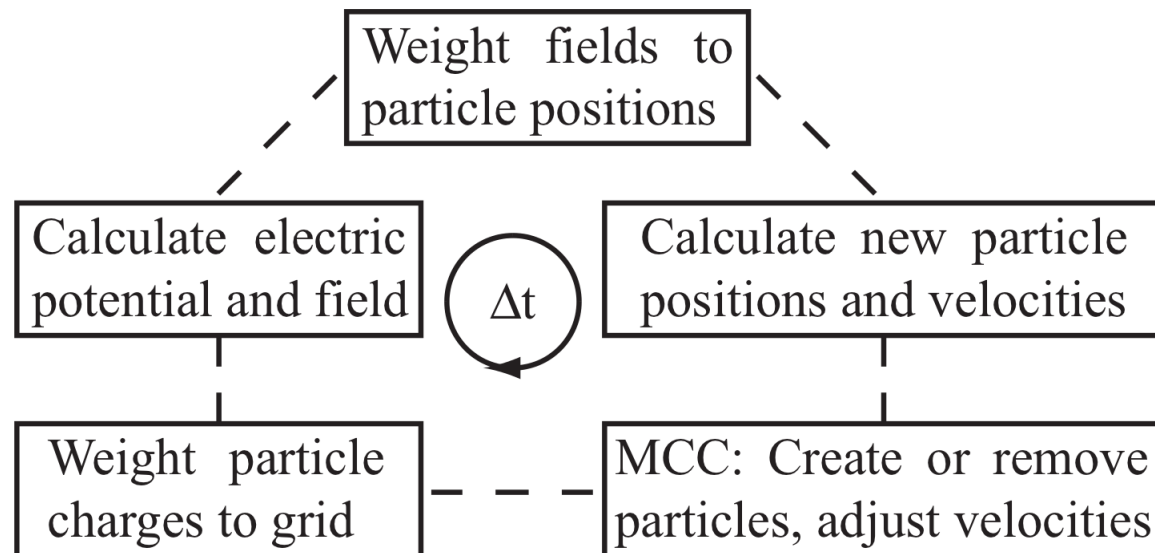 Weight fields to
particle positions
Calculate electric
potential and field
Δt
Calculate new particle
positions and velocities
Weight particle
charges to grid
MCC: Create or remove
particles, adjust velocities